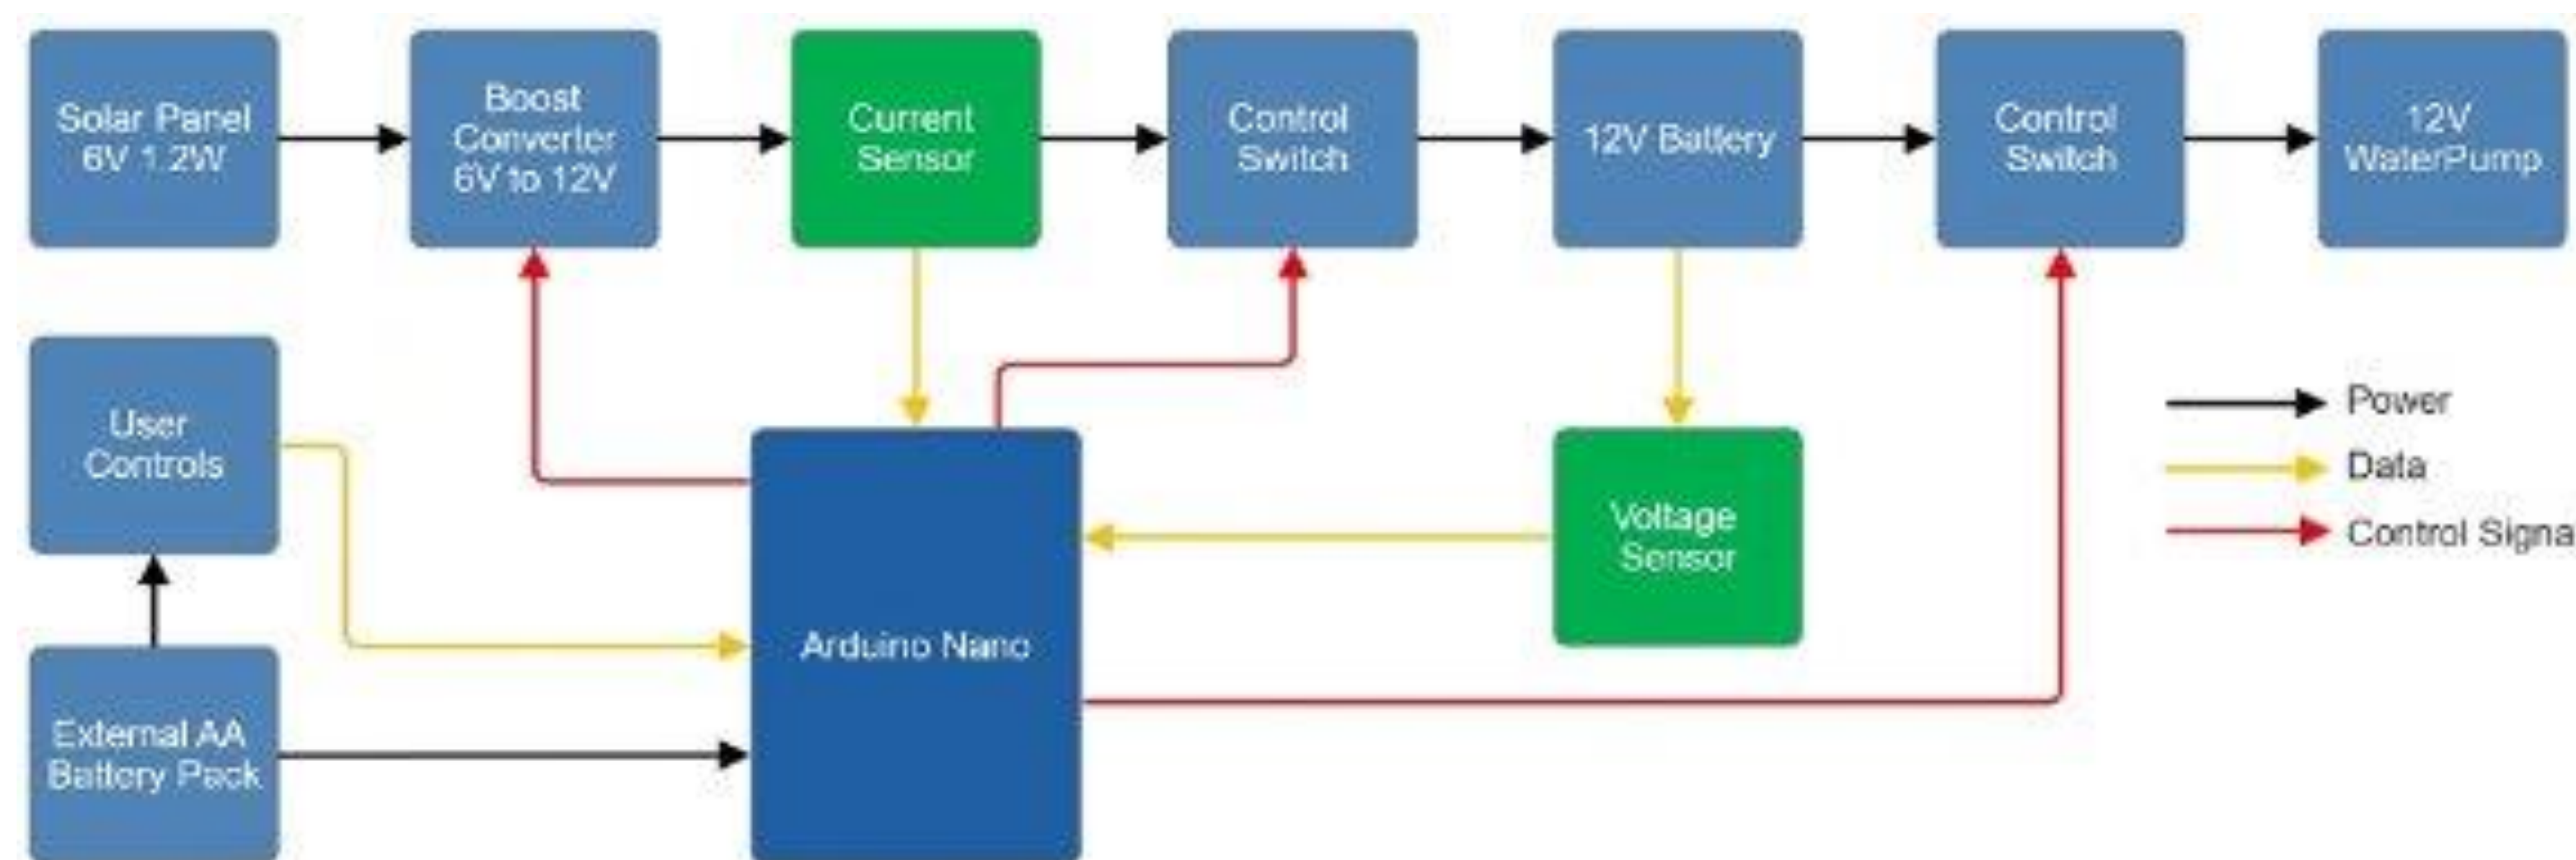 Solar Panel
6V 1.2W
Boost
Converter
6V to 12V
Current
Sensor
Control
Switch
12V Battery
Control
Switch
12V
WaterPump
User
Controls
Power
Data
Control Signa
Voltage
Sensor
Arduino Nano
External AA
Battery Pack